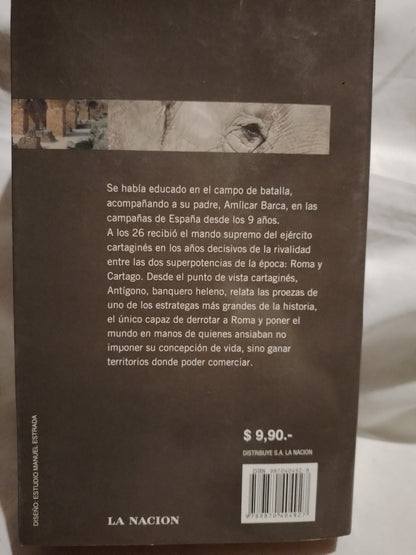 Se había educado en el campo de batalla,
acompañando a su padre, Amílcar Barca, en las
campañas de España desde los 9 años.
A los 26 recibió el mando supremo del ejército
cartaginés en los años decisivos de la rivalidad
entre las dos superpotencias de la época: Roma y
Cartago. Desde el punto de vista cartaginés,
Antígono, banquero heleno, relata las proezas de
uno de los estrategas más grandes de la historia,
el único capaz de derrotar a Roma y poner el
mundo en manos de quienes ansiaban no
imponer su concepción de vida, sino ganar
territorios donde poder comerciar.
$ 9,90.-
DISTRIBUYE S.A. LA NACION
ISBN
9 789870 404927
LA NACION
DISEÑO: ESTUDIO MANUEL ESTRADA